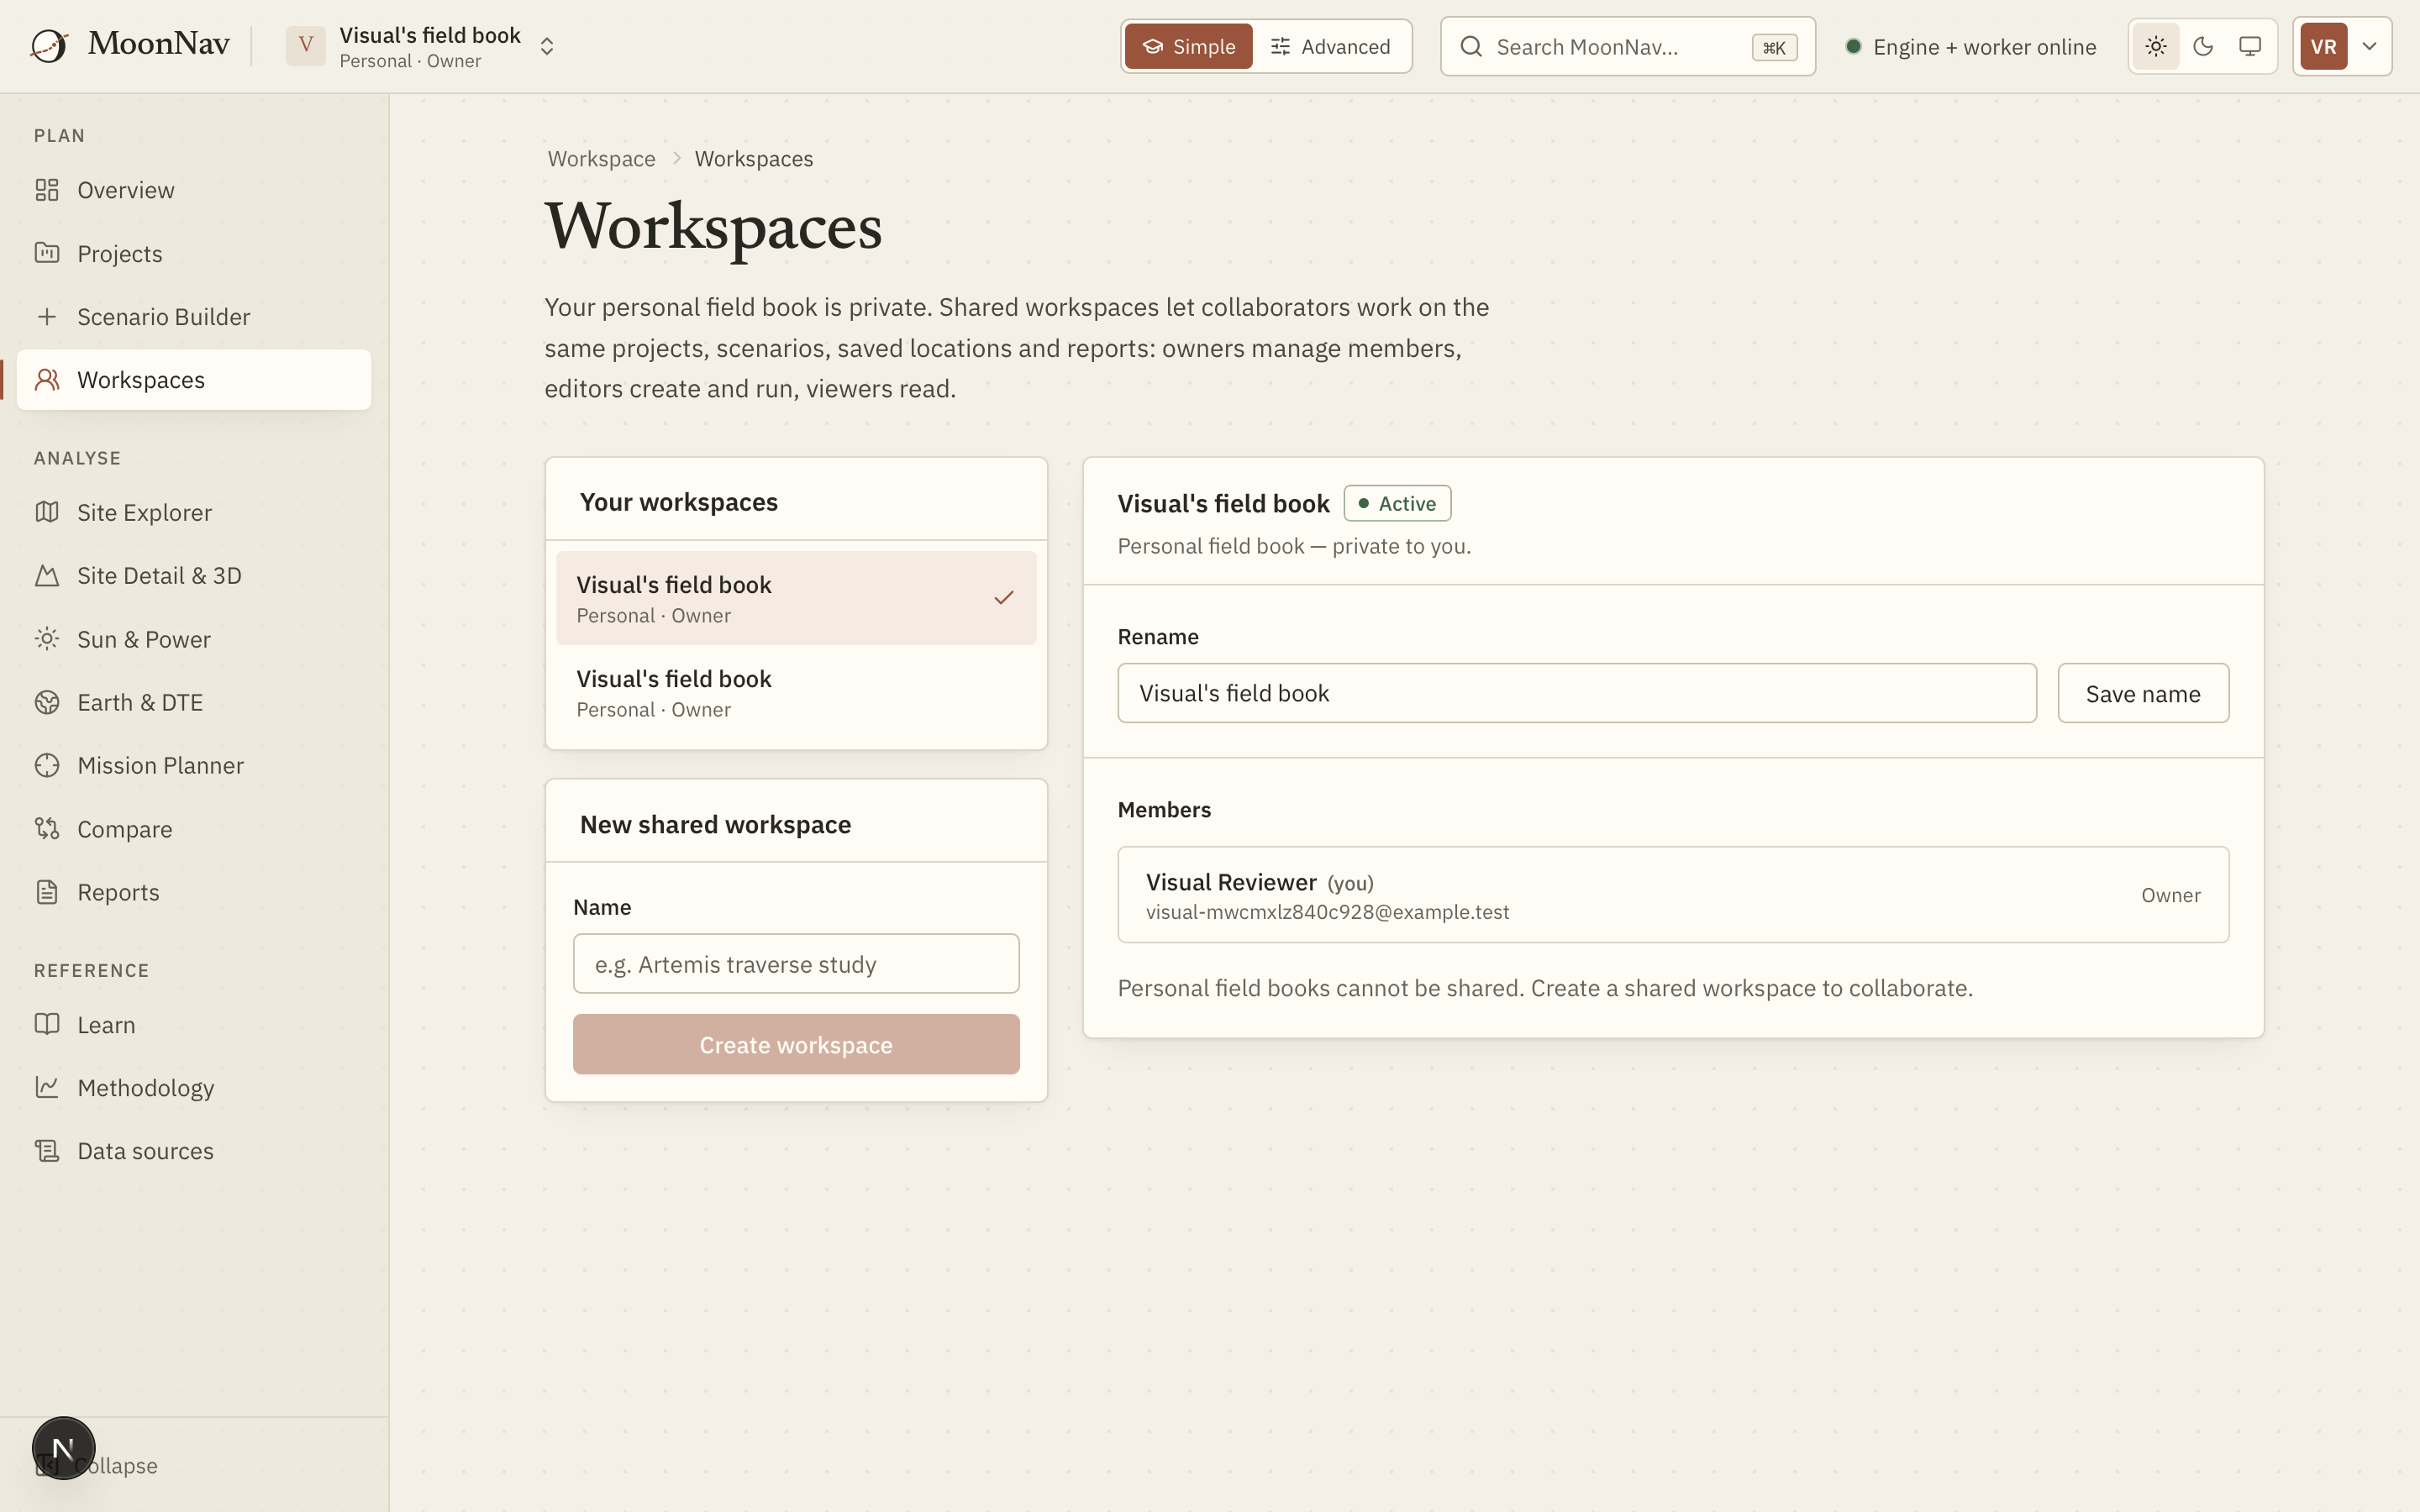 MoonNav
V
Visual's field book
Personal · Owner
Simple
Advanced
Search MoonNav...
⌘K
Engine + worker online
VR
PLAN
Overview
Projects
Scenario Builder
Workspaces
ANALYSE
Site Explorer
Site Detail & 3D
Sun & Power
Earth & DTE
Mission Planner
Compare
Reports
REFERENCE
Learn
Methodology
Data sources
N
Collapse
Workspace
Workspaces
Workspaces
Your personal field book is private. Shared workspaces let collaborators work on the
same projects, scenarios, saved locations and reports: owners manage members,
editors create and run, viewers read.
Your workspaces
Visual's field book
Personal · Owner
Visual's field book
Personal · Owner
New shared workspace
Name
e.g. Artemis traverse study
Create workspace
Visual's field book
Active
Personal field book — private to you.
Rename
Visual's field book
Save name
Members
Visual Reviewer (you)
visual-mwcmxlz840c928@example.test
Owner
Personal field books cannot be shared. Create a shared workspace to collaborate.